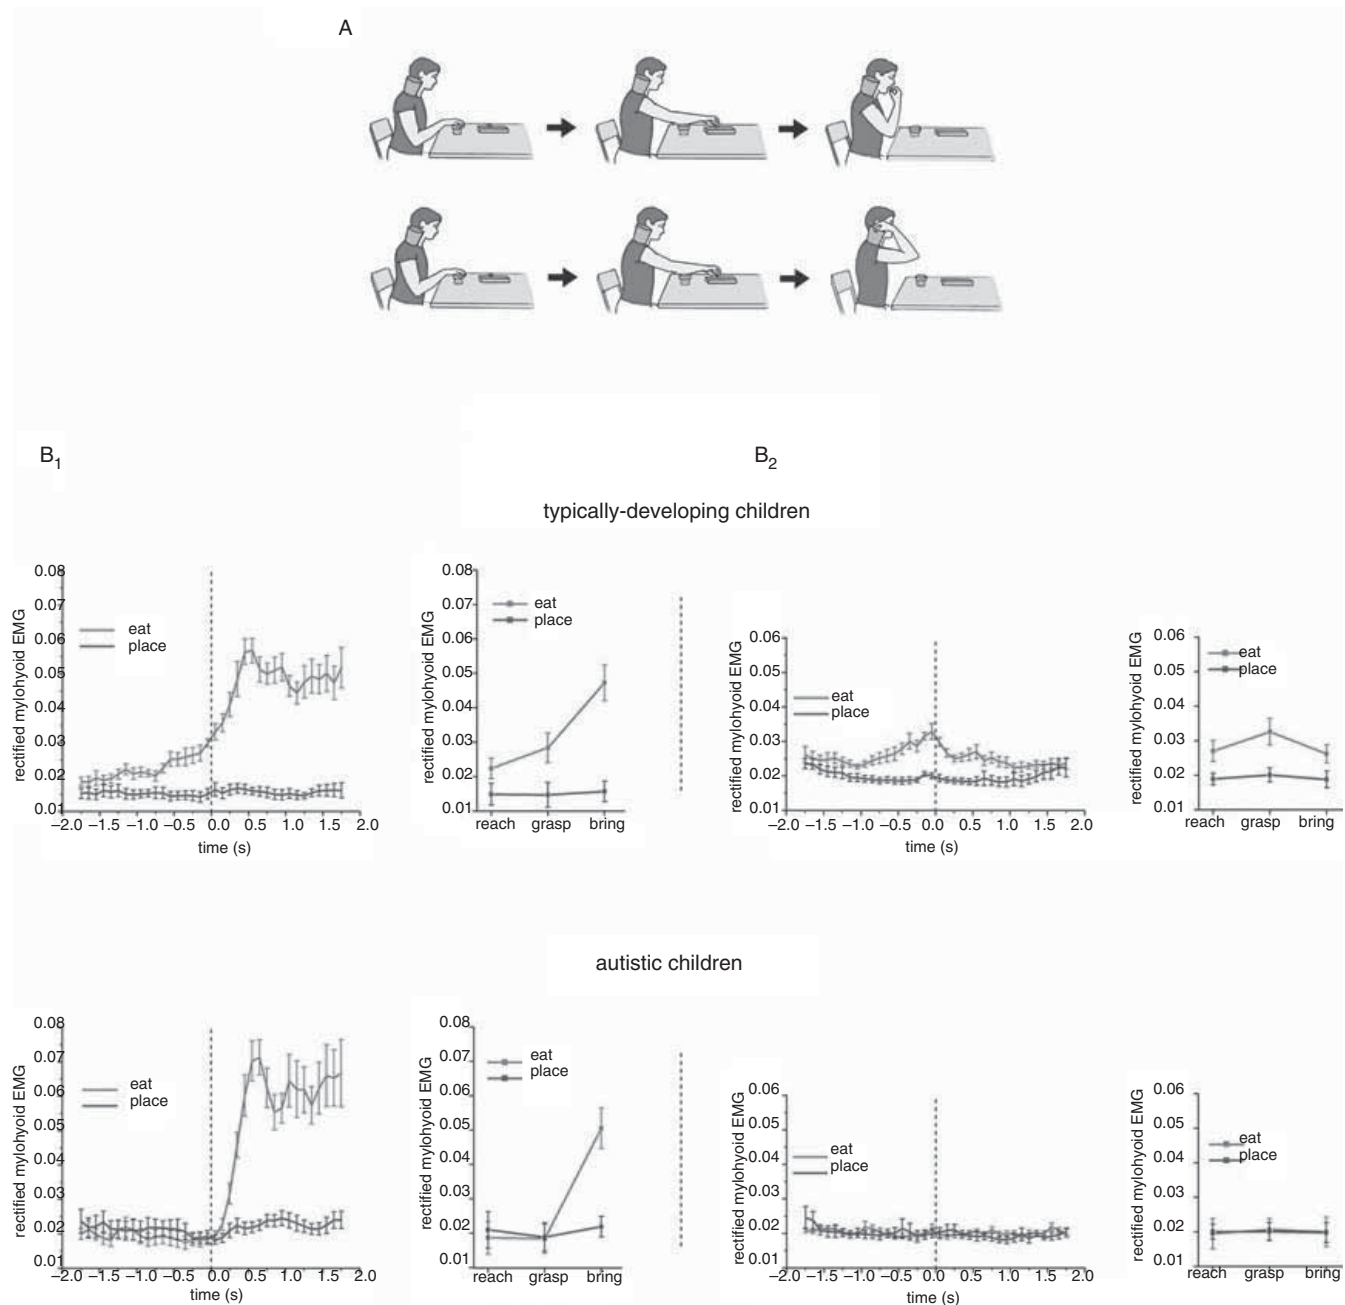 A
B1
B2
typically-developing children
0.08
0.07
0.06
0.05
0.04
0.03
0.02
0.01
rectified mylohyoid EMG
eat
place
−2.0 −1.5 −1.0 −0.5 0.0 0.5 1.0 1.5 2.0
time (s)
0.08
0.07
0.06
0.05
0.04
0.03
0.02
0.01
rectified mylohyoid EMG
eat
place
reach grasp bring
0.06
0.05
0.04
0.03
0.02
0.01
rectified mylohyoid EMG
eat
place
−2.0 −1.5 −1.0 −0.5 0.0 0.5 1.0 1.5 2.0
time (s)
0.06
0.05
0.04
0.03
0.02
0.01
rectified mylohyoid EMG
eat
place
reach grasp bring
autistic children
0.08
0.07
0.06
0.05
0.04
0.03
0.02
0.01
rectified mylohyoid EMG
eat
place
−2.0 −1.5 −1.0 −0.5 0.0 0.5 1.0 1.5 2.0
time (s)
0.08
0.07
0.06
0.05
0.04
0.03
0.02
0.01
rectified mylohyoid EMG
eat
place
reach grasp bring
0.06
0.05
0.04
0.03
0.02
0.01
rectified mylohyoid EMG
eat
place
−2.0 −1.5 −1.0 −0.5 0.0 0.5 1.0 1.5 2.0
time (s)
0.06
0.05
0.04
0.03
0.02
0.01
rectified mylohyoid EMG
eat
place
reach grasp bring